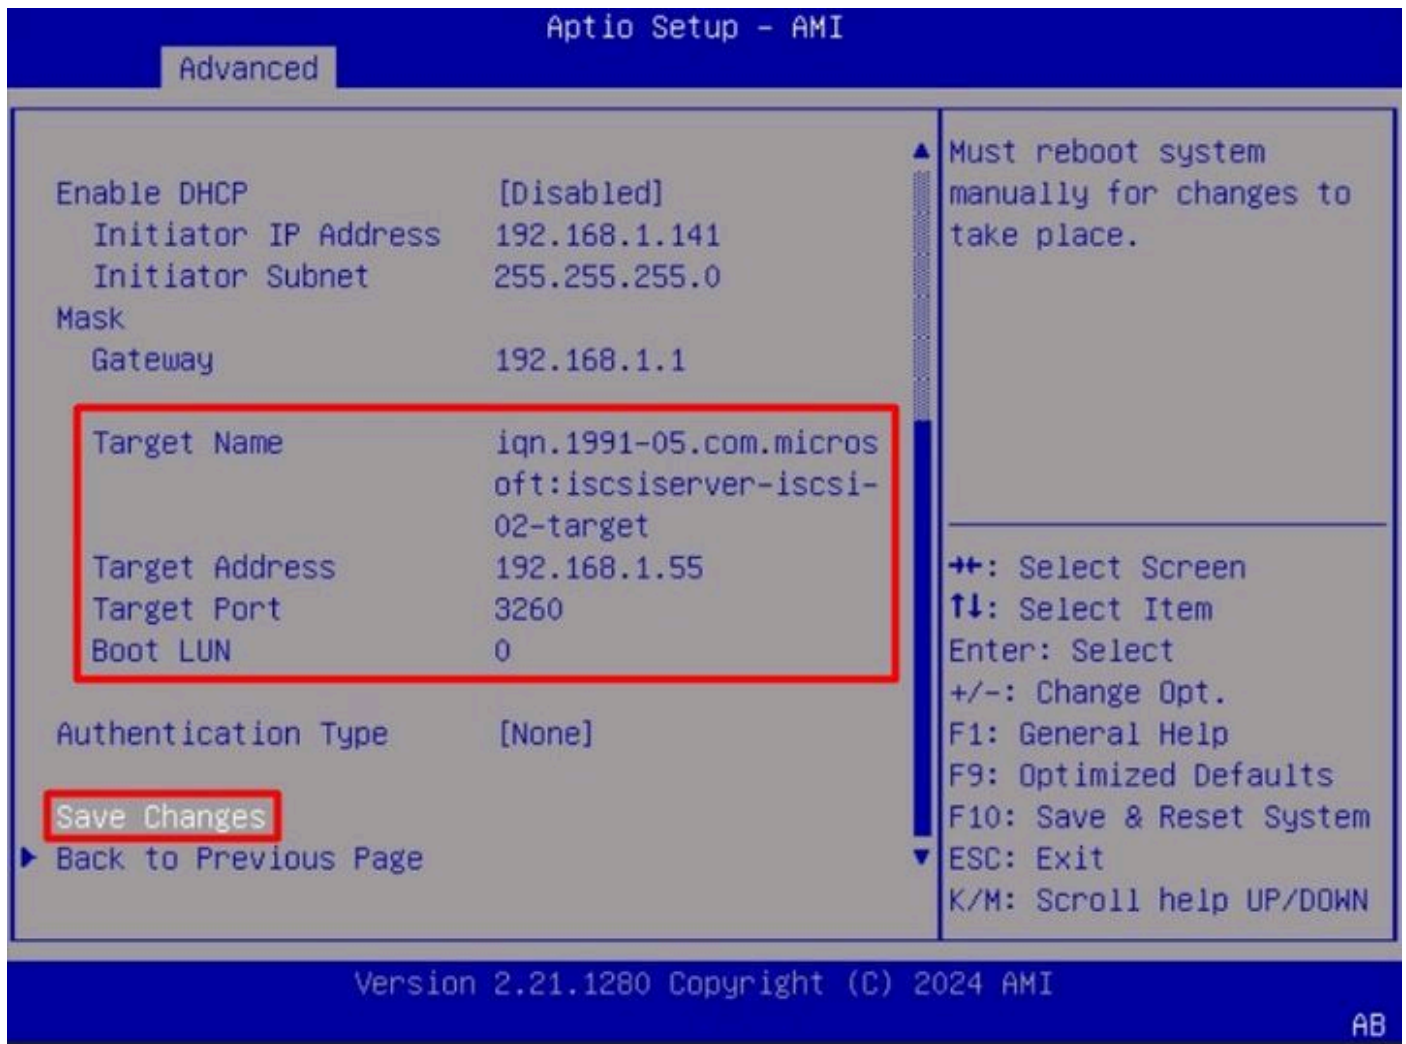 Aptio Setup – AMI
Advanced
Enable DHCP [Disabled]
Initiator IP Address 192.168.1.141
Initiator Subnet 255.255.255.0
Mask
Gateway 192.168.1.1
Target Name iqn.1991-05.com.micros
oft:iscsiserver-iscsi-
02-target
Target Address 192.168.1.55
Target Port 3260
Boot LUN 0
Authentication Type [None]
Save Changes
Back to Previous Page
Must reboot system
manually for changes to
take place.
→←: Select Screen
↑↓: Select Item
Enter: Select
+/-: Change Opt.
F1: General Help
F9: Optimized Defaults
F10: Save & Reset System
ESC: Exit
K/M: Scroll help UP/DOWN
Version 2.21.1280 Copyright (C) 2024 AMI
AB